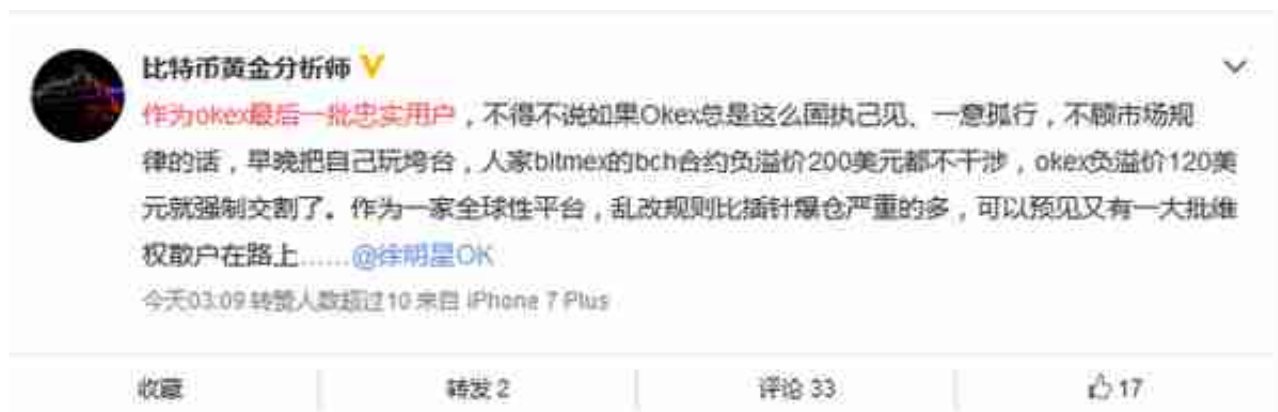 比特币黄金分析师
作为okex最后一批忠实用户，不得不说如果Okex总是这么固执己见、一意孤行，不顾市场规
律的话，早晚把自己玩垮台，人家bitmex的bch合约负溢价200美元都不干涉，okex负溢价120美
元就强制交割了。作为一家全球性平台，乱改规则比插针爆仓严重的多，可以预见又有一大批维
权散户在路上……@徐明星OK
今天03:09 转赞人数超过10 来自 iPhone 7 Plus
收藏 转发 2 评论 33 17